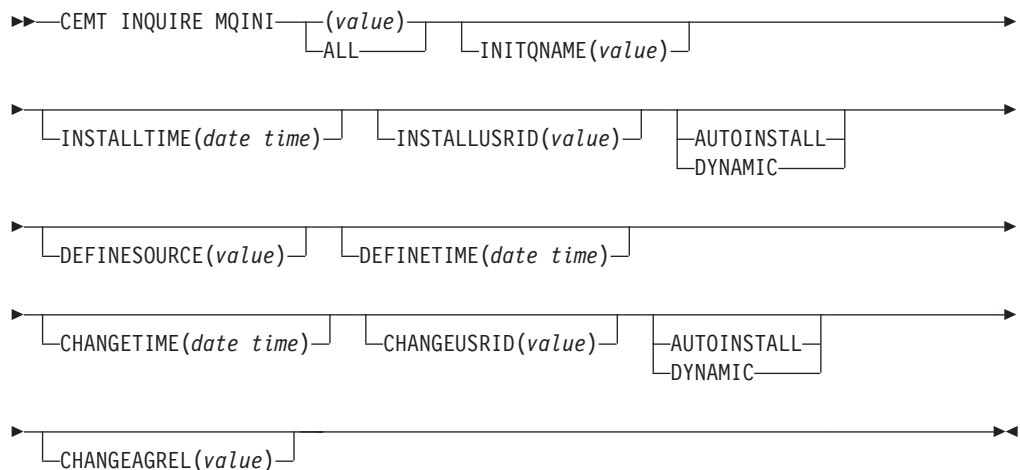 CEMT INQUIRE MQINI (value)
ALL INITQNAME(value)
INSTALLTIME(date time) INSTALLUSRID(value) AUTOINSTALL
DYNAMIC
DEFINESOURCE(value) DEFINETIME(date time)
CHANGETIME(date time) CHANGEUSRID(value) AUTOINSTALL
DYNAMIC
CHANGEAGREL(value)